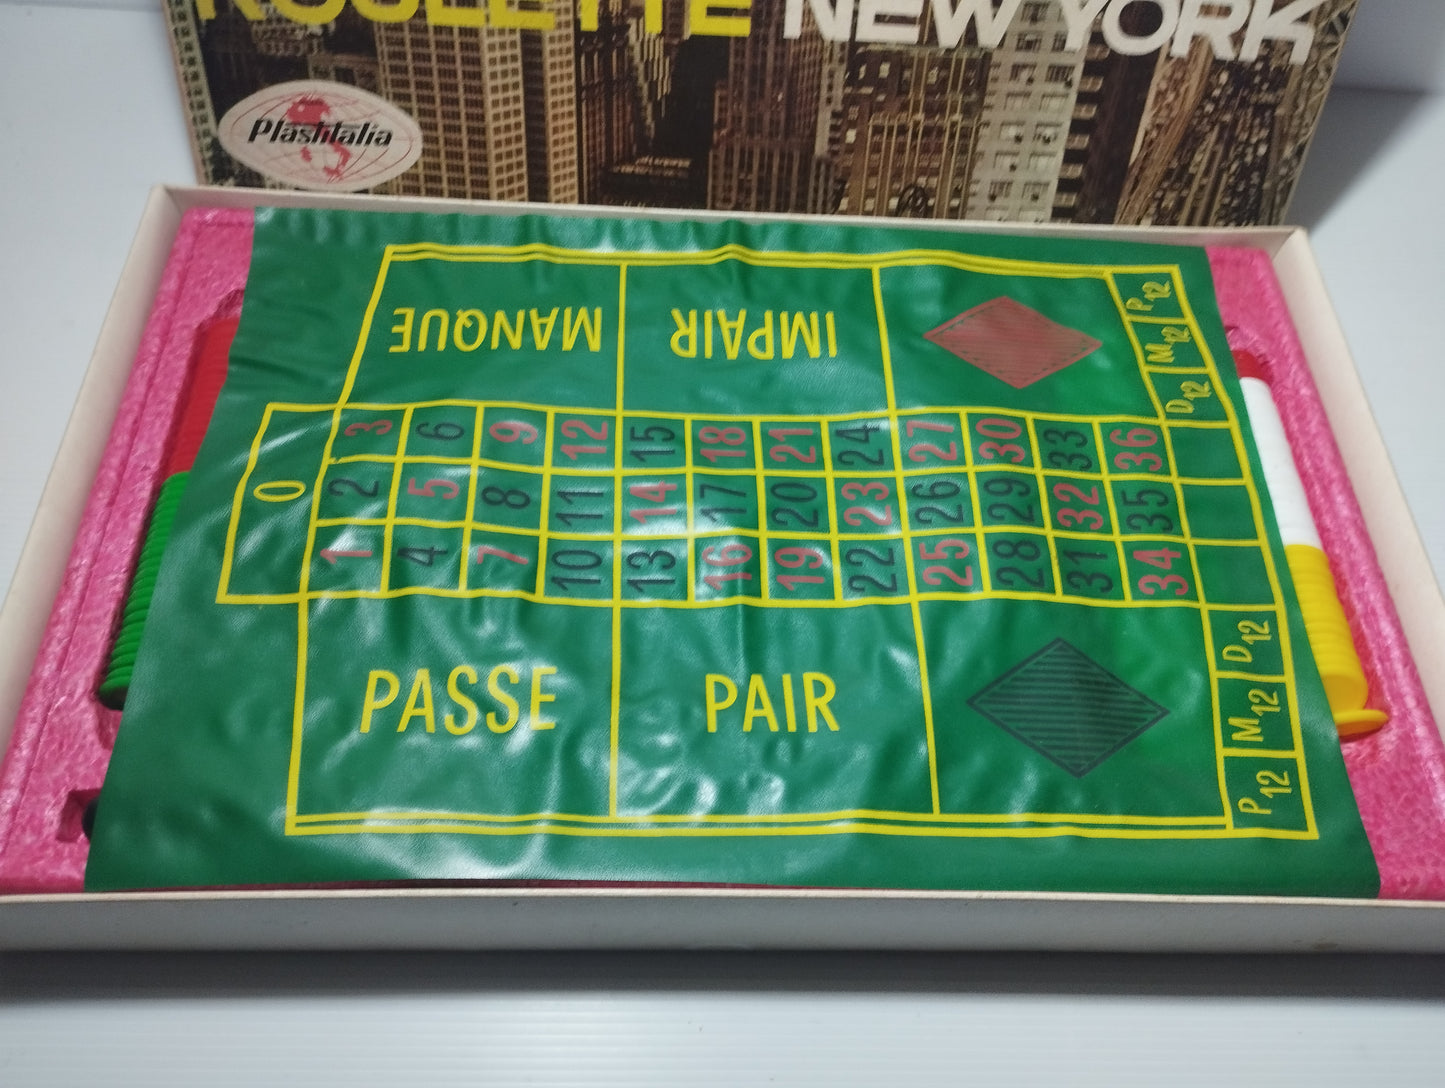 ROULETTE NEW YORK
Plastitalia
MANQUE IMPAIR
P12 M12 D12
0
3 6 9 12 15 18 21 24 27 30 33 36
2 5 8 11 14 17 20 23 26 29 32 35
1 4 7 10 13 16 19 22 25 28 31 34
PASSE PAIR
P12 M12 D12